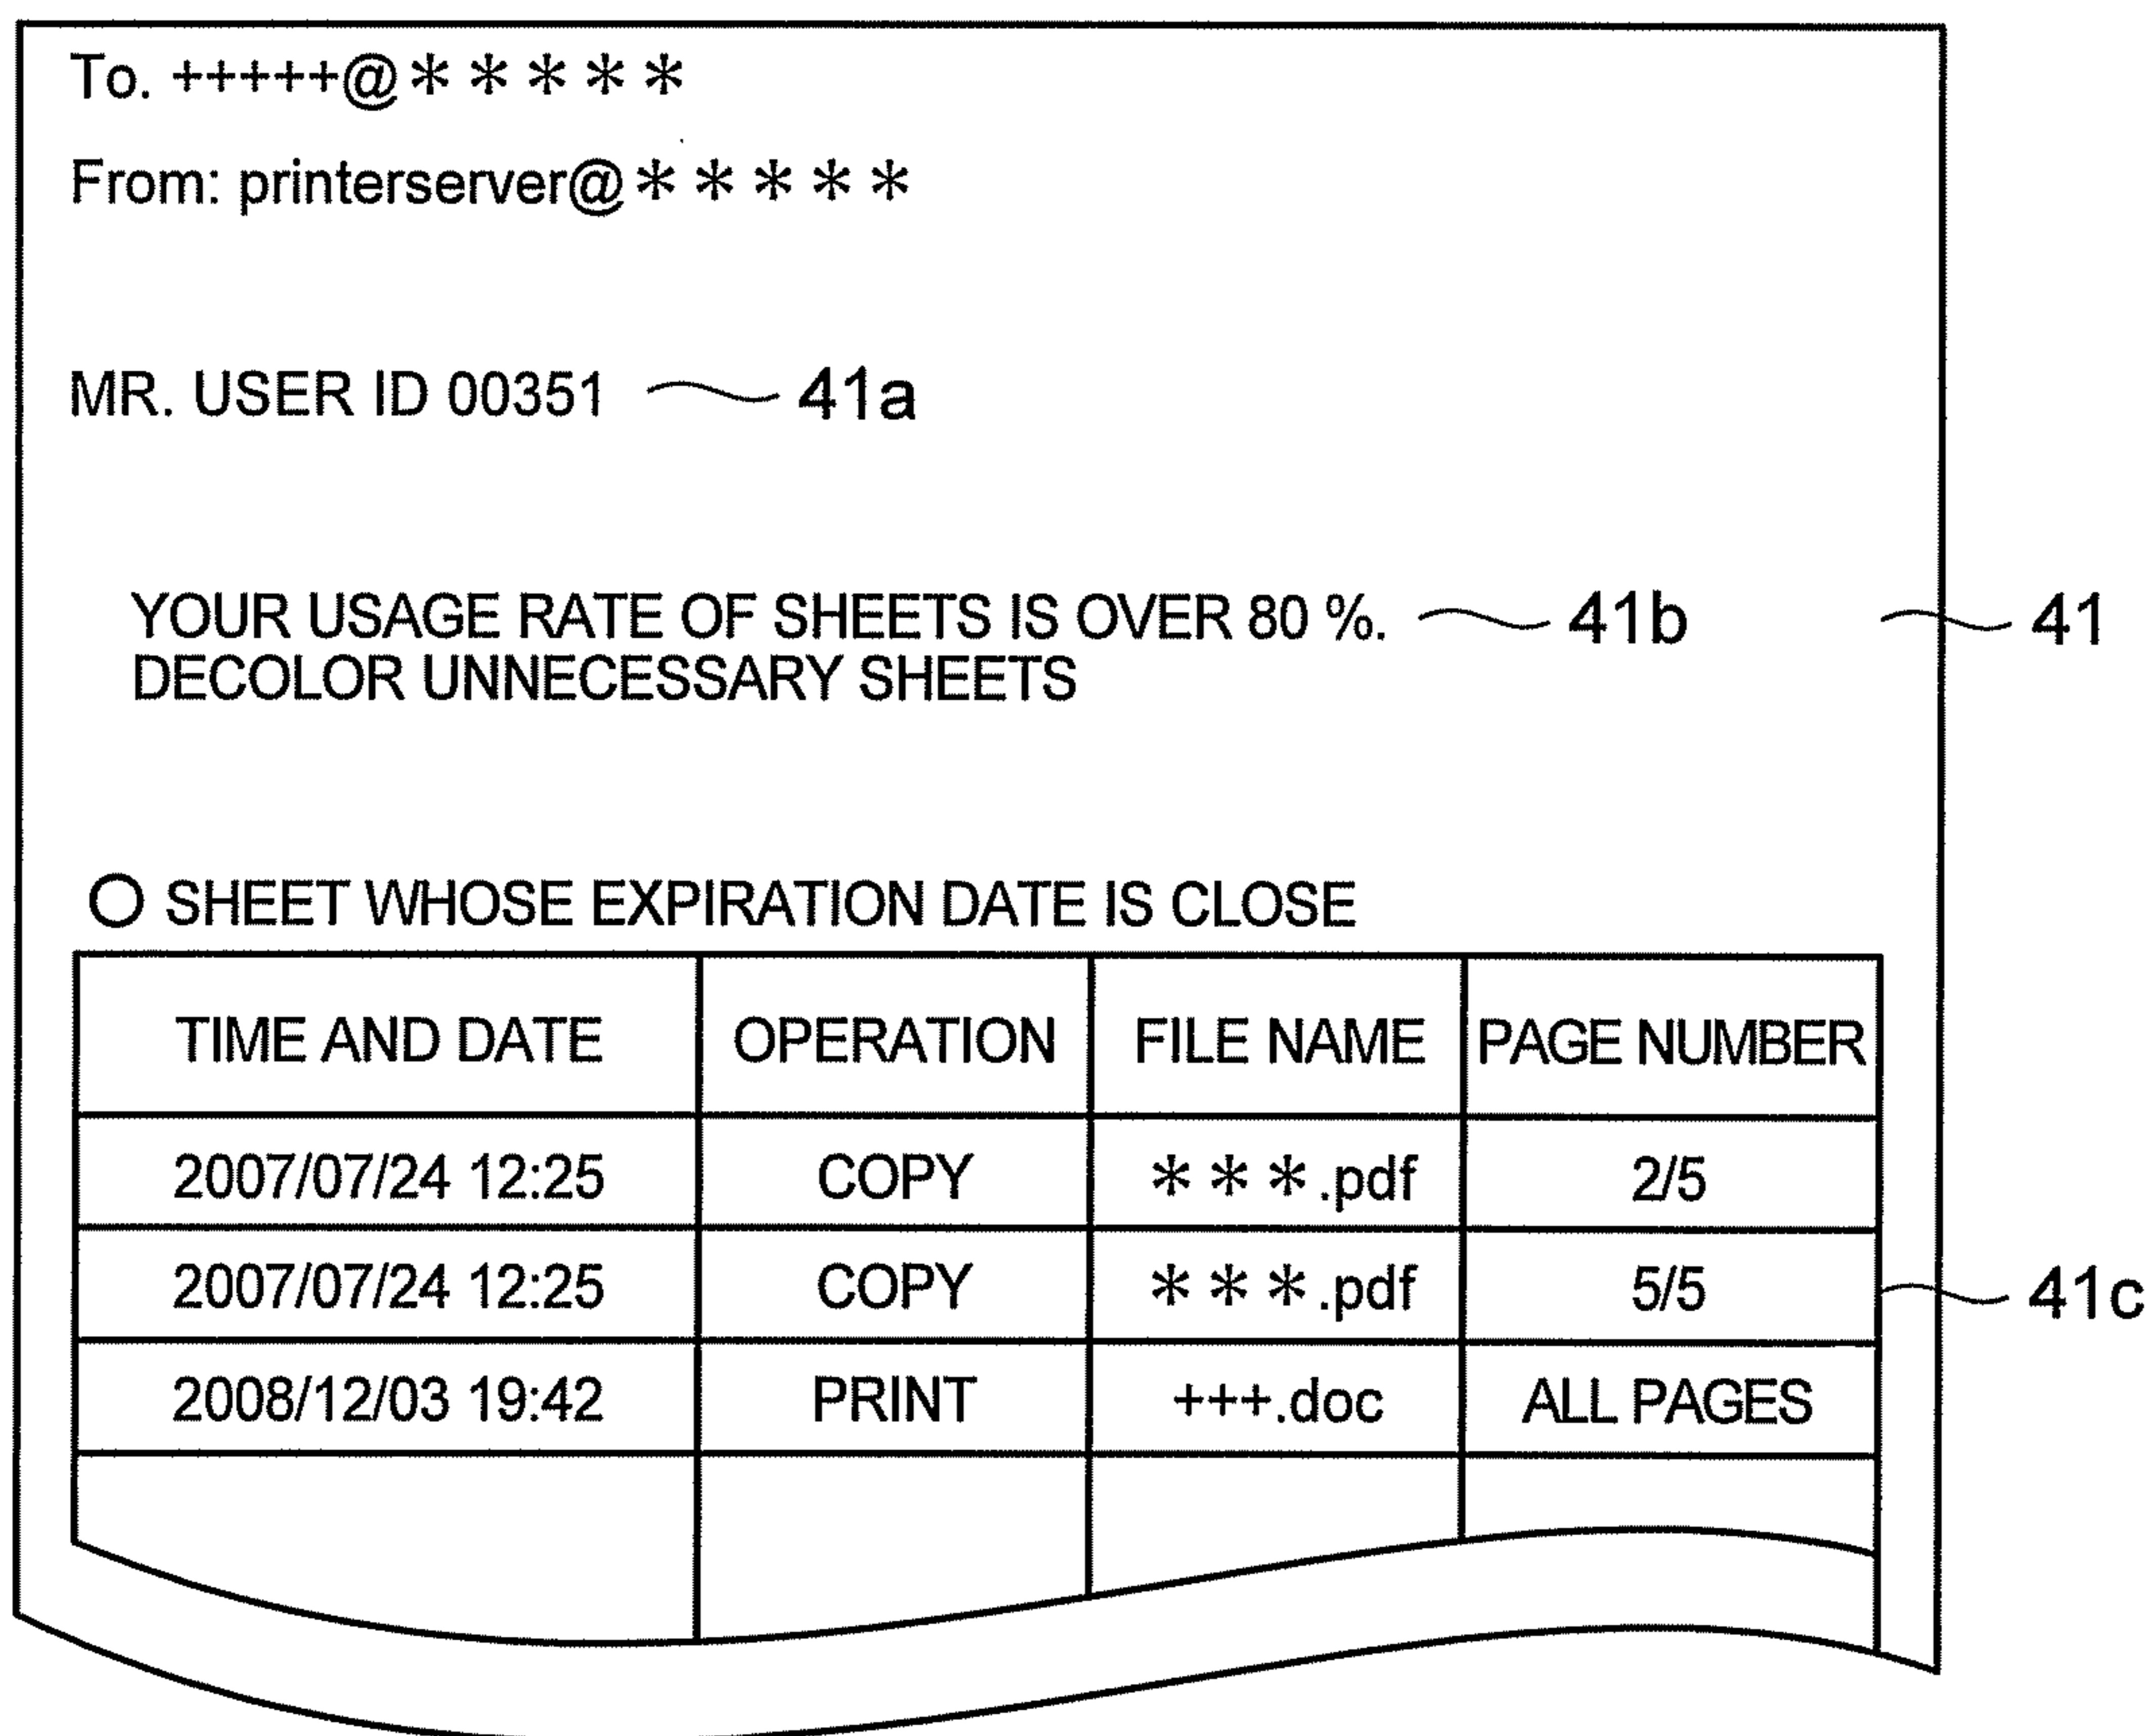 To. +++++@*****
From: printerserver@*****
MR. USER ID 00351 41a
YOUR USAGE RATE OF SHEETS IS OVER 80 %. 41b 41
DECOLOR UNNECESSARY SHEETS
○ SHEET WHOSE EXPIRATION DATE IS CLOSE
TIME AND DATE OPERATION FILE NAME PAGE NUMBER
2007/07/24 12:25 COPY ***.pdf 2/5
2007/07/24 12:25 COPY ***.pdf 5/5 41c
2008/12/03 19:42 PRINT +++.doc ALL PAGES